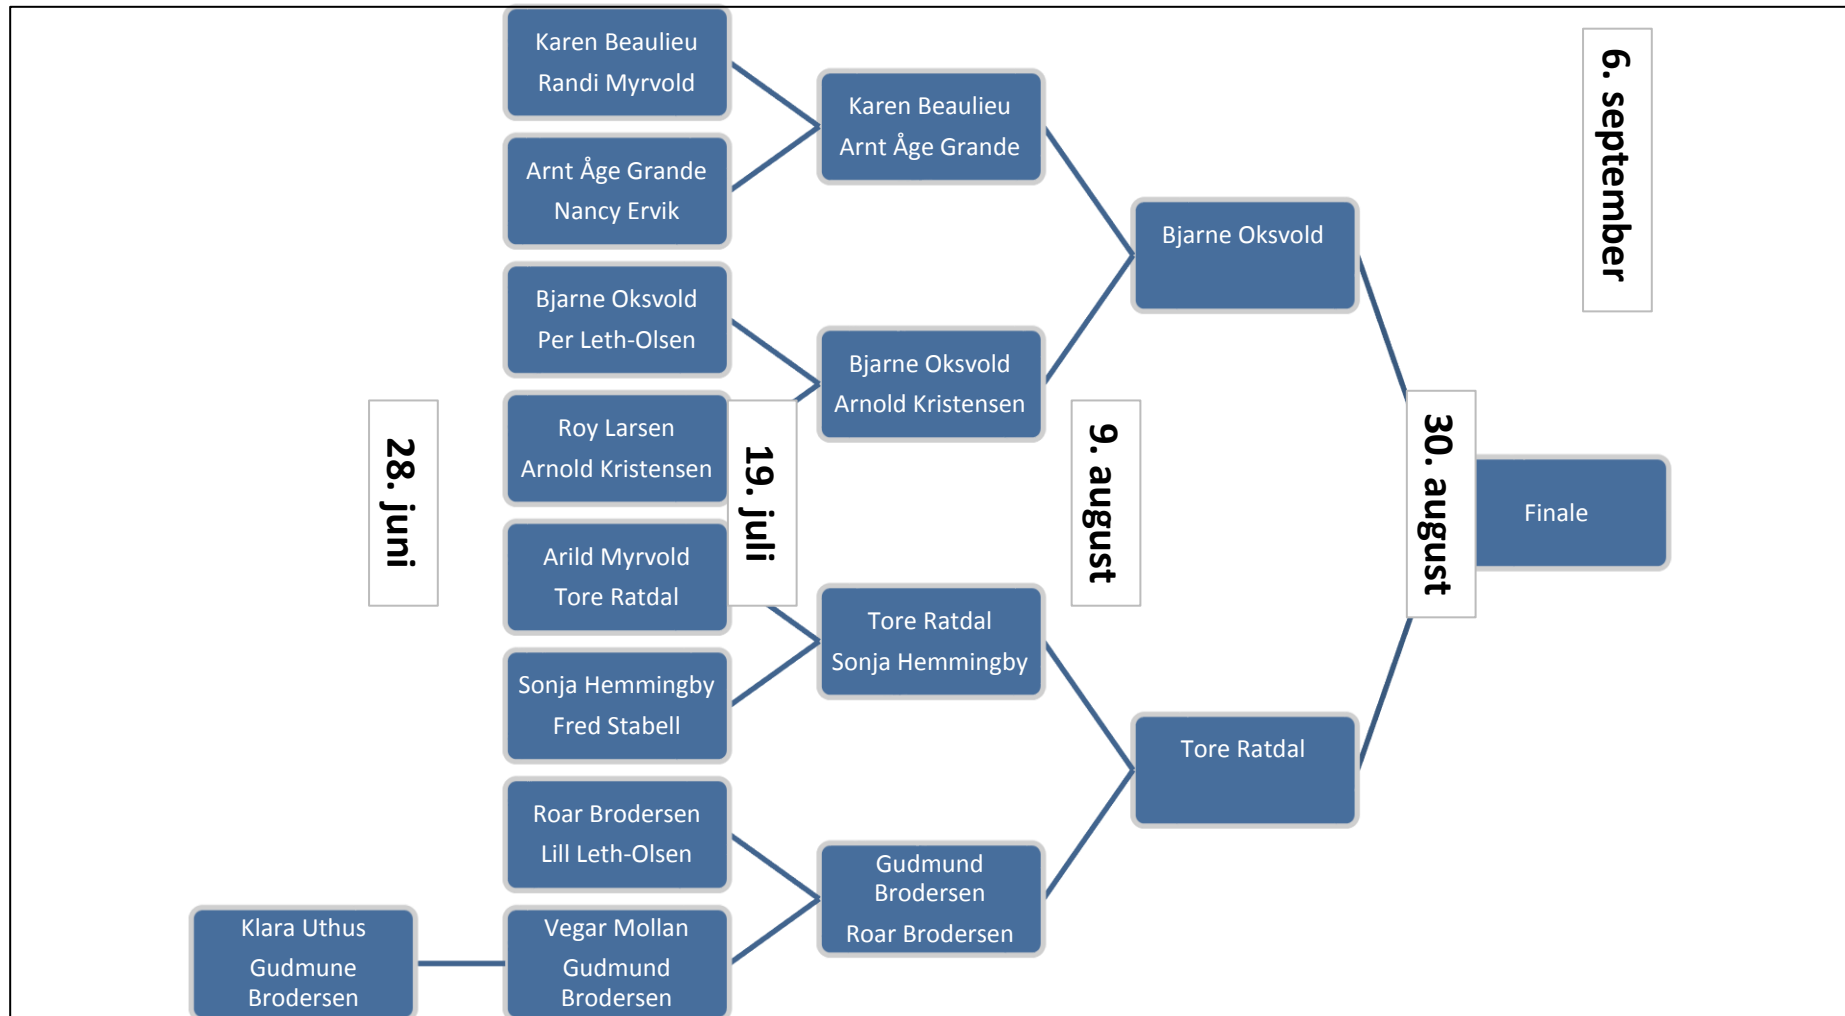 Karen Beaulieu
Randi Myrvold
Arnt Åge Grande
Nancy Ervik
Bjarne Oksvold
Per Leth-Olsen
Roy Larsen
Arnold Kristensen
Arild Myrvold
Tore Ratdal
Sonja Hemmingby
Fred Stabell
Roar Brodersen
Lill Leth-Olsen
Klara Uthus
Gudmune
Brodersen
Vegar Mollan
Gudmund
Brodersen
Karen Beaulieu
Arnt Åge Grande
Bjarne Oksvold
Arnold Kristensen
Tore Ratdal
Sonja Hemmingby
Gudmund
Brodersen
Roar Brodersen
Bjarne Oksvold
Tore Ratdal
Finale
28. juni
19. juli
9. august
30. august
6. september